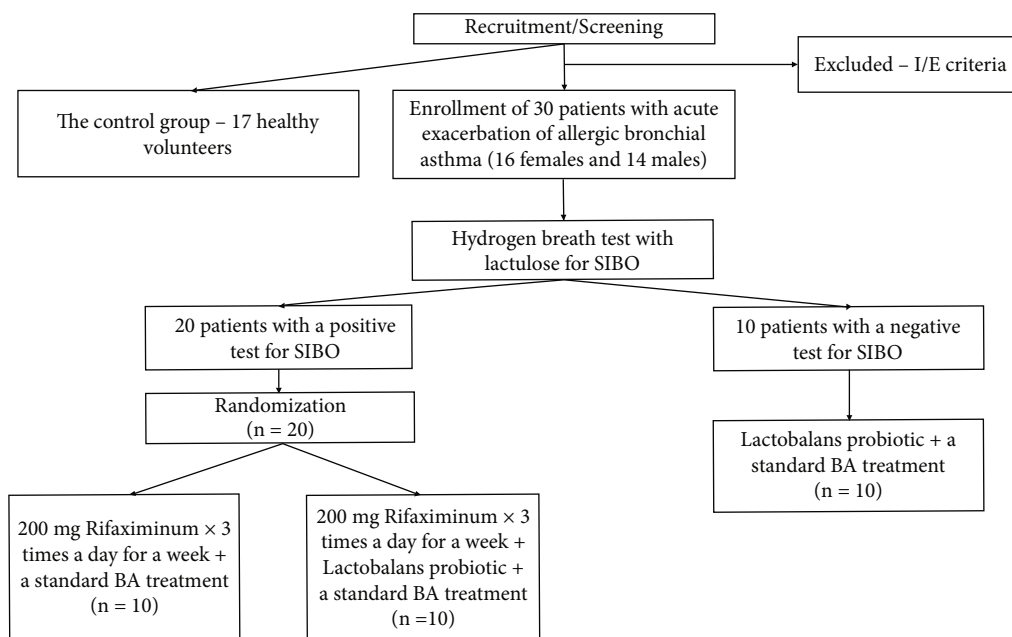 Recruitment/Screening
Excluded – I/E criteria
The control group – 17 healthy
volunteers
Enrollment of 30 patients with acute
exacerbation of allergic bronchial
asthma (16 females and 14 males)
Hydrogen breath test with
lactulose for SIBO
20 patients with a positive
test for SIBO
10 patients with a negative
test for SIBO
Randomization
(n = 20)
Lactobalans probiotic + a
standard BA treatment
(n = 10)
200 mg Rifaximinum × 3
times a day for a week +
a standard BA treatment
(n = 10)
200 mg Rifaximinum × 3
times a day for a week +
Lactobalans probiotic +
a standard BA treatment
(n =10)